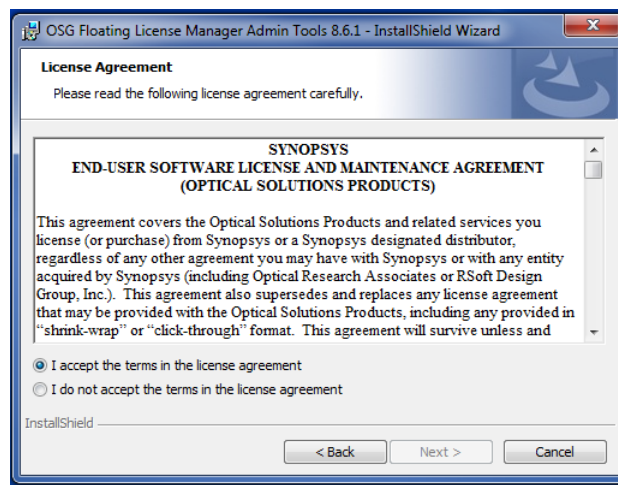 OSG Floating License Manager Admin Tools 8.6.1 - InstallShield Wizard
License Agreement
Please read the following license agreement carefully.
SYNOPSYS
END-USER SOFTWARE LICENSE AND MAINTENANCE AGREEMENT
(OPTICAL SOLUTIONS PRODUCTS)
This agreement covers the Optical Solutions Products and related services you
license (or purchase) from Synopsys or a Synopsys designated distributor,
regardless of any other agreement you may have with Synopsys or with any entity
acquired by Synopsys (including Optical Research Associates or RSoft Design
Group, Inc.).  This agreement also supersedes and replaces any license agreement
that may be provided with the Optical Solutions Products, including any provided in
“shrink-wrap” or “click-through” format.  This agreement will survive unless and
I accept the terms in the license agreement
I do not accept the terms in the license agreement
InstallShield
< Back
Next >
Cancel